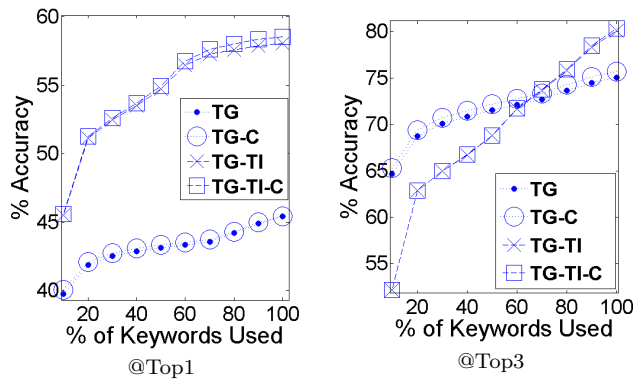 60
55
50
45
40
% Accuracy
TG
TG-C
TG-TI
TG-TI-C
20 40 60 80 100
% of Keywords Used
@Top1
80
75
70
65
60
55
% Accuracy
TG
TG-C
TG-TI
TG-TI-C
20 40 60 80 100
% of Keywords Used
@Top3